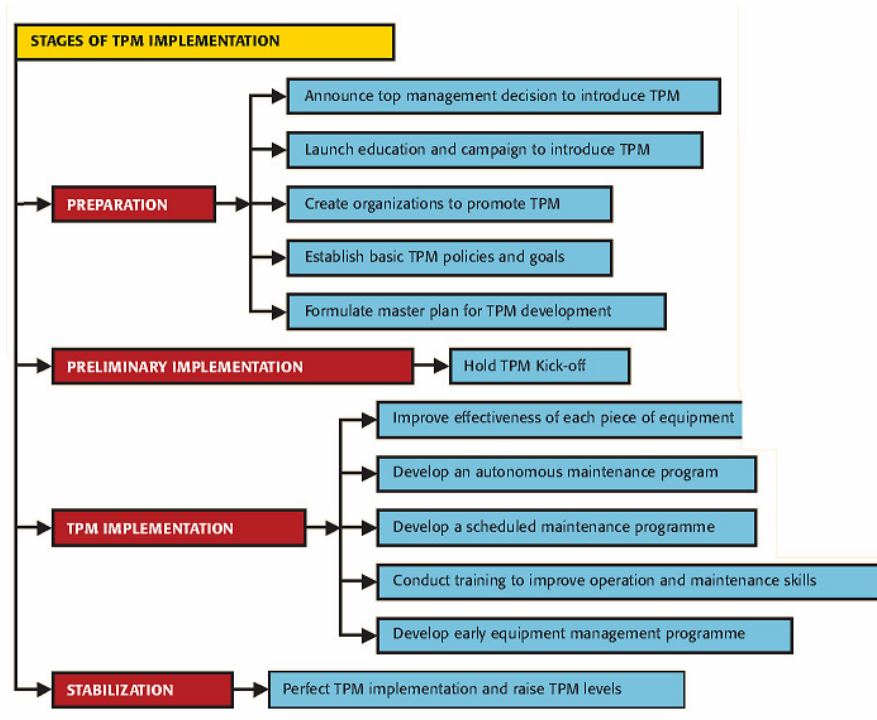 STAGES OF TPM IMPLEMENTATION
Announce top management decision to introduce TPM
Launch education and campaign to introduce TPM
PREPARATION
Create organizations to promote TPM
Establish basic TPM policies and goals
Formulate master plan for TPM development
PRELIMINARY IMPLEMENTATION
Hold TPM Kick-off
Improve effectiveness of each piece of equipment
Develop an autonomous maintenance program
TPM IMPLEMENTATION
Develop a scheduled maintenance programme
Conduct training to improve operation and maintenance skills
Develop early equipment management programme
STABILIZATION
Perfect TPM implementation and raise TPM levels